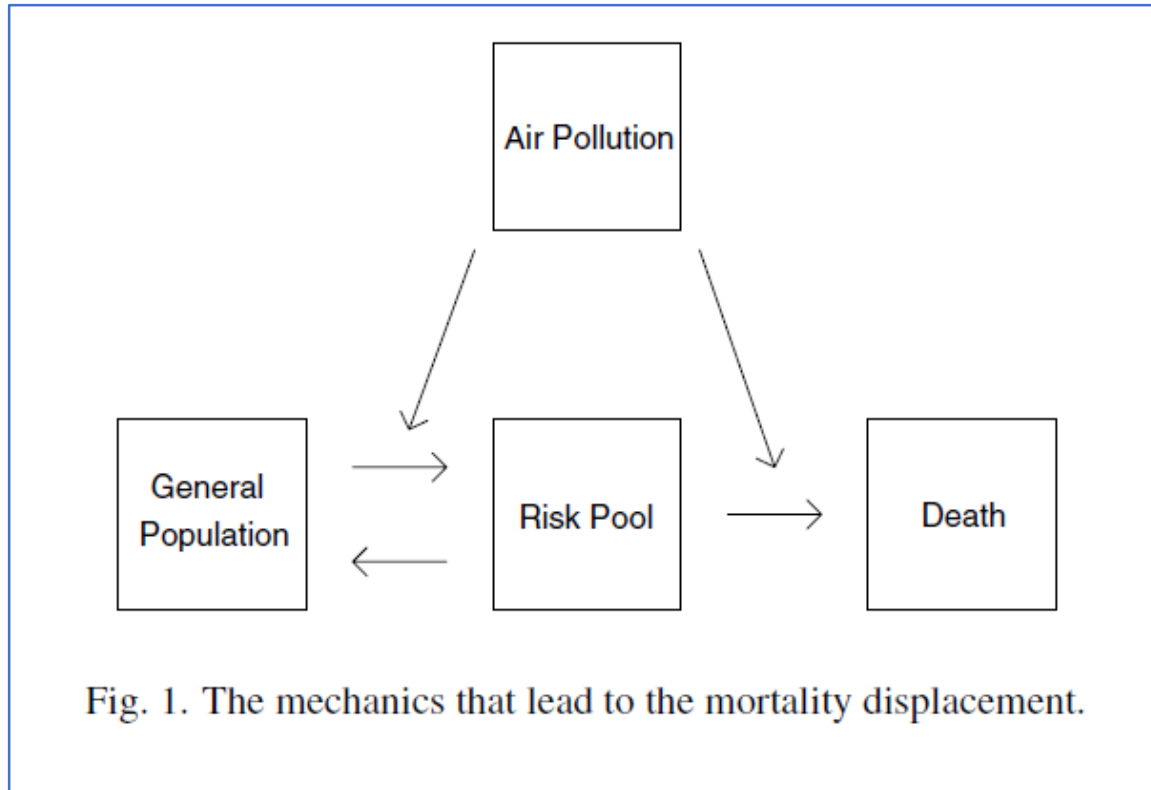 Air Pollution
General
Population
Risk Pool
Death
Fig. 1. The mechanics that lead to the mortality displacement.